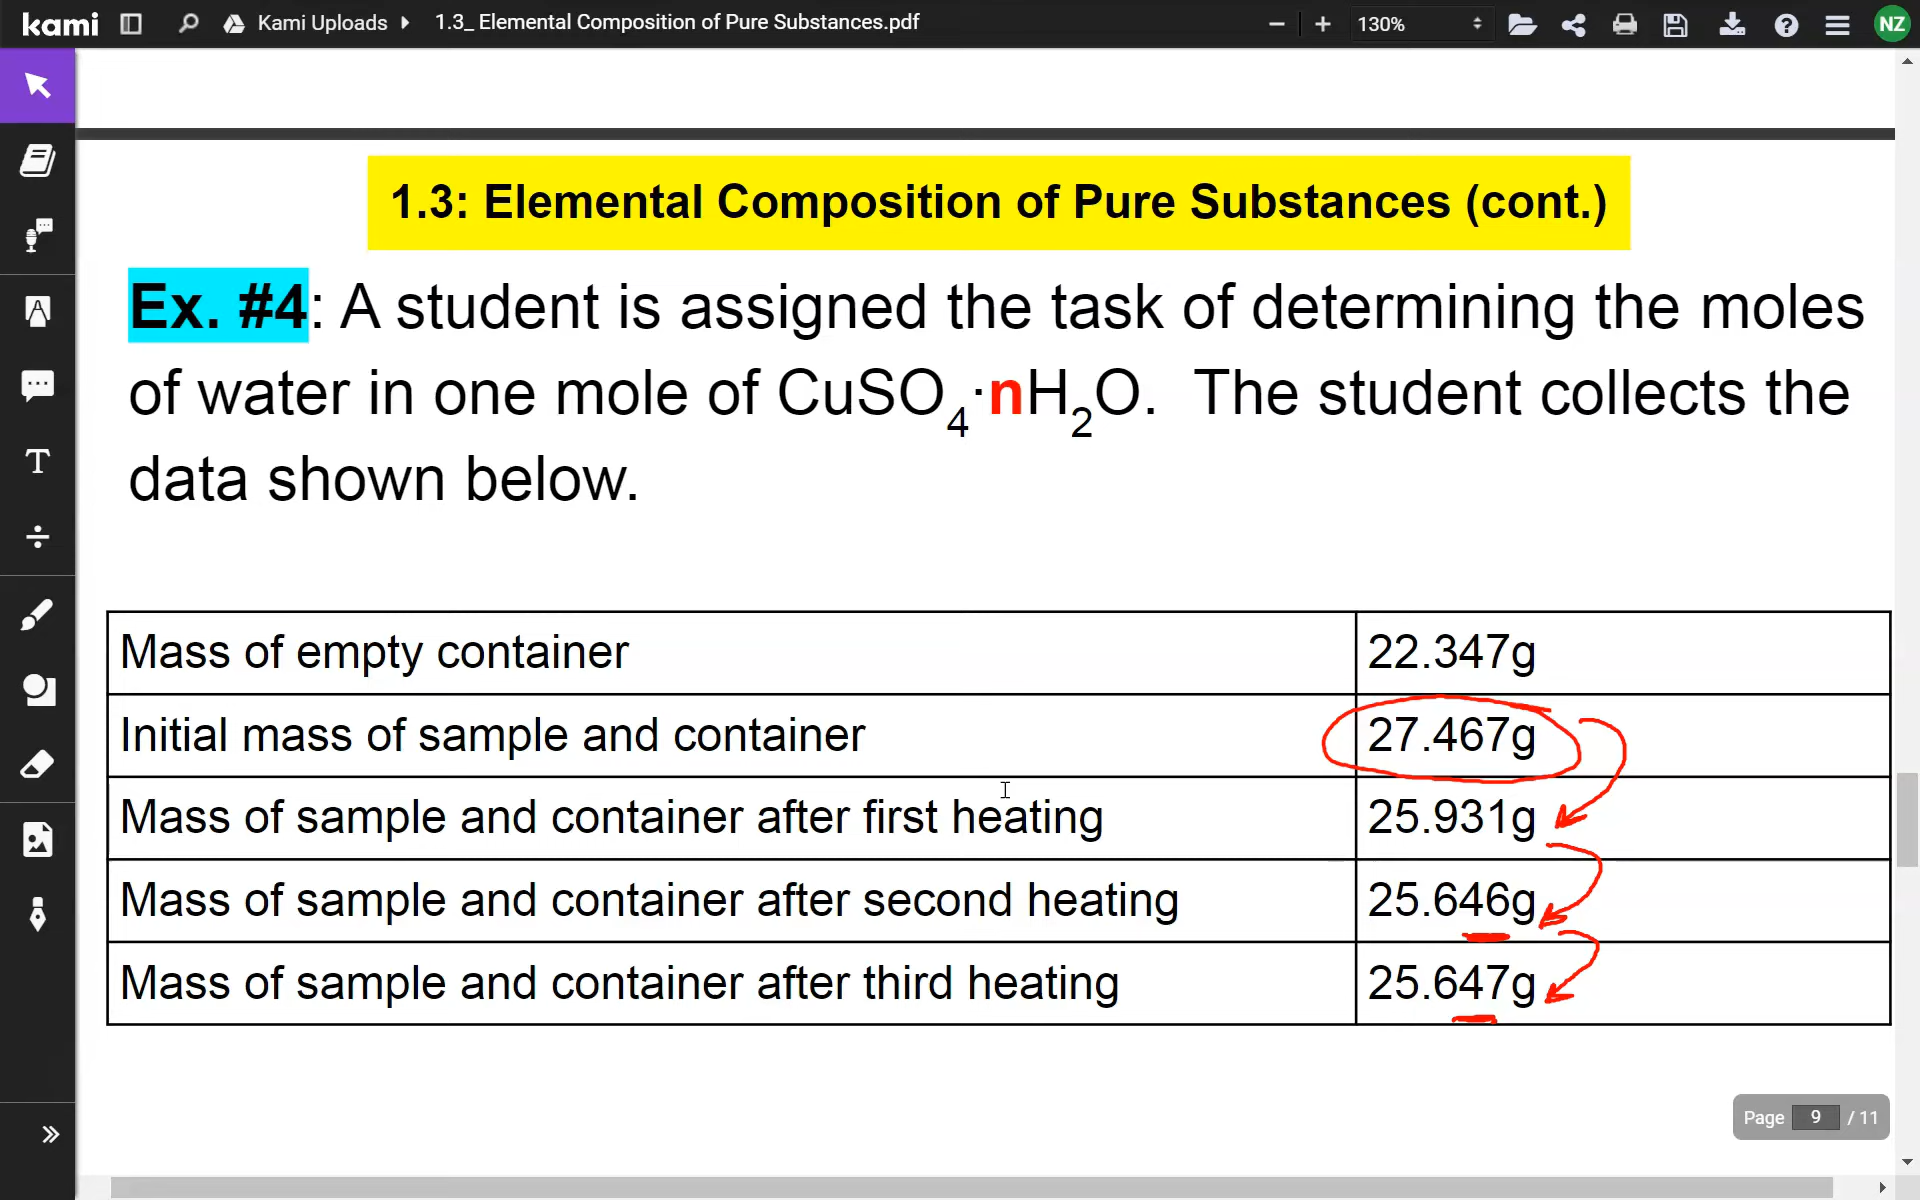 kami Kami Uploads 1.3_ Elemental Composition of Pure Substances.pdf 130% NZ
1.3: Elemental Composition of Pure Substances (cont.)
Ex. #4: A student is assigned the task of determining the moles
of water in one mole of CuSO4·nH2O. The student collects the
data shown below.
Mass of empty container 22.347g
Initial mass of sample and container 27.467g
Mass of sample and container after first heating 25.931g
Mass of sample and container after second heating 25.646g
Mass of sample and container after third heating 25.647g
Page 9 / 11